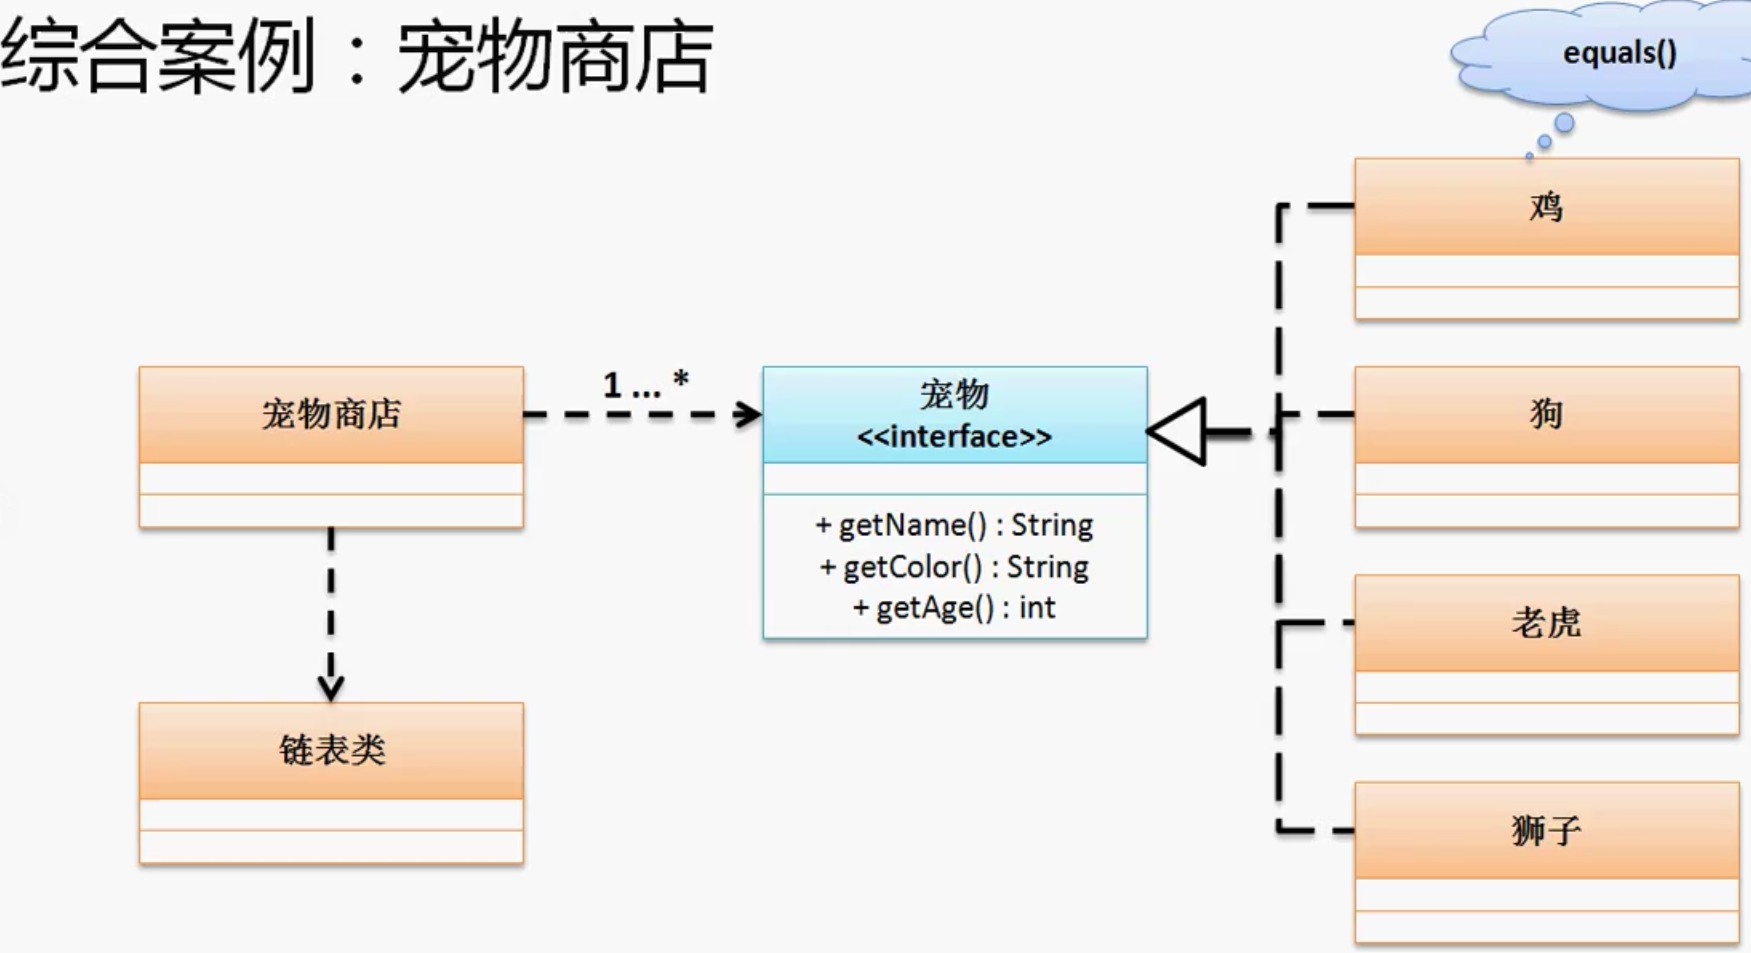 综合案例：宠物商店
equals()
鸡
宠物商店
1 ... *
宠物
<<interface>>
+ getName() : String
+ getColor() : String
+ getAge() : int
狗
老虎
链表类
狮子